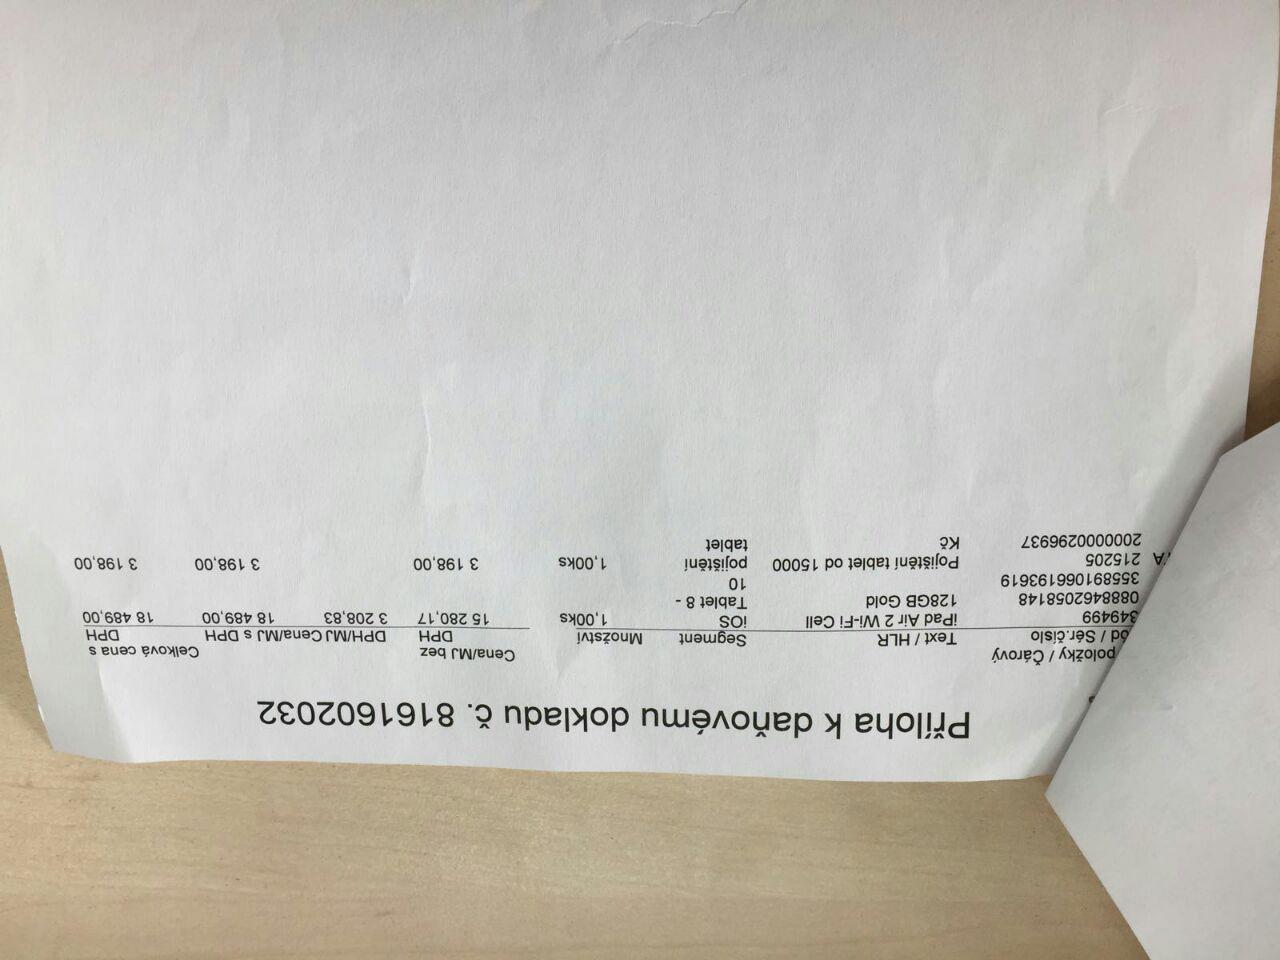 Příloha k daňovému dokladu č. 8161602032
položky / Čárový Text / HLR Segment Množství Cena/MJ bez DPH DPH/MJ Cena/MJ s DPH Celková cena s DPH
/ Sér.číslo
349499 iPad Air 2 Wi-Fi Cell iOS 1,00ks 15 280,17 3 208,83 18 489,00 18 489,00
0888462058148 128GB Gold Tablet 8 -
355891066193619 10
215205 Pojištění tablet od 15000 pojištění 1,00ks 3 198,00 3 198,00 3 198,00
2000000296937 Kč tablet